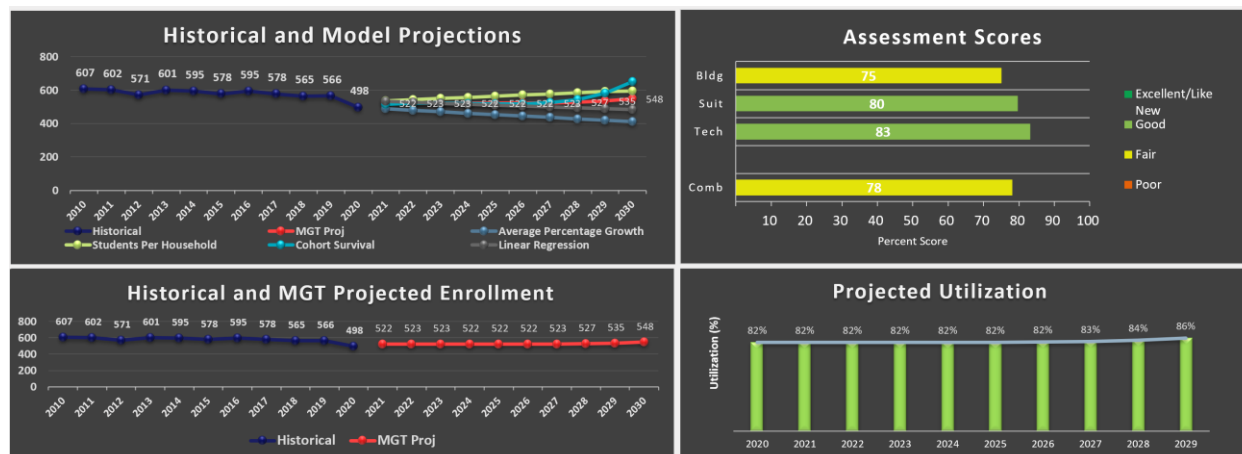 Historical and Model Projections
800
600
400
200
0
607 602 571 601 595 578 595 578 565 566 498
522 523 523 522 522 522 523 527 535 548
2010 2011 2012 2013 2014 2015 2016 2017 2018 2019 2020 2021 2022 2023 2024 2025 2026 2027 2028 2029 2030
Historical MGT Proj Average Percentage Growth
Students Per Household Cohort Survival Linear Regression
Assessment Scores
Bldg 75
Suit 80
Tech 83
Comb 78
10 20 30 40 50 60 70 80 90 100
Percent Score
Excellent/Like
New
Good
Fair
Poor
Historical and MGT Projected Enrollment
800
600
400
200
0
607 602 571 601 595 578 595 578 565 566 498 522 523 523 522 522 522 523 527 535 548
2010 2011 2012 2013 2014 2015 2016 2017 2018 2019 2020 2021 2022 2023 2024 2025 2026 2027 2028 2029 2030
Historical MGT Proj
Projected Utilization
Utilization (%)
82% 82% 82% 82% 82% 82% 82% 83% 84% 86%
2020 2021 2022 2023 2024 2025 2026 2027 2028 2029